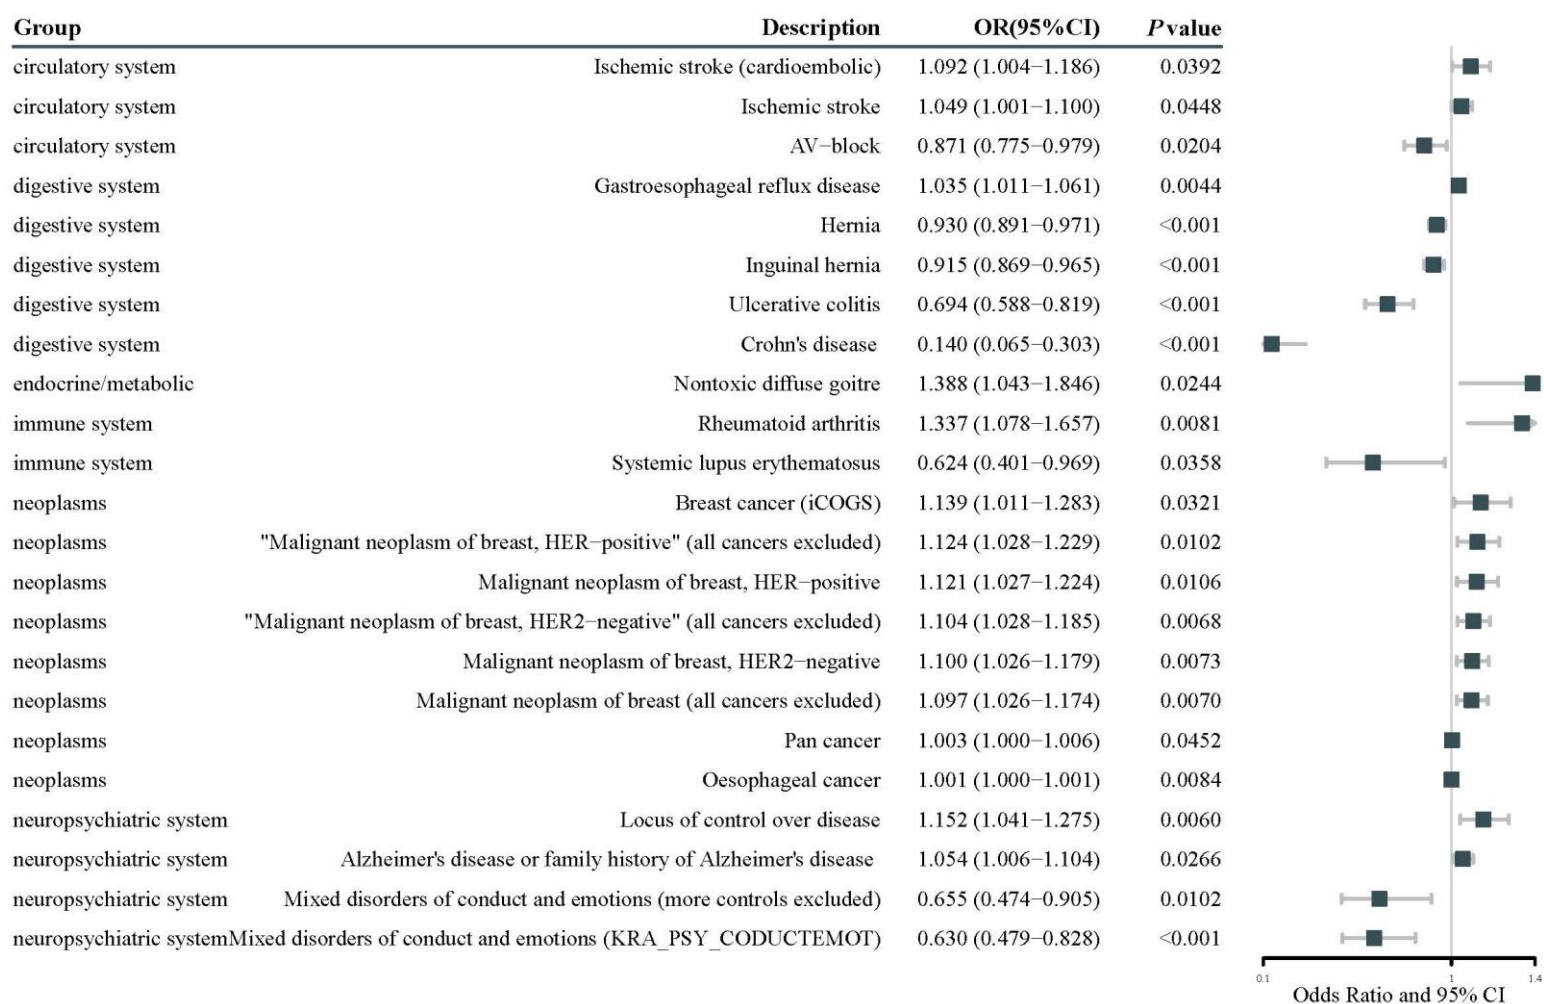 Group Description OR(95%CI) P value
circulatory system Ischemic stroke (cardioembolic) 1.092 (1.004−1.186) 0.0392
circulatory system Ischemic stroke 1.049 (1.001−1.100) 0.0448
circulatory system AV−block 0.871 (0.775−0.979) 0.0204
digestive system Gastroesophageal reflux disease 1.035 (1.011−1.061) 0.0044
digestive system Hernia 0.930 (0.891−0.971) <0.001
digestive system Inguinal hernia 0.915 (0.869−0.965) <0.001
digestive system Ulcerative colitis 0.694 (0.588−0.819) <0.001
digestive system Crohn's disease 0.140 (0.065−0.303) <0.001
endocrine/metabolic Nontoxic diffuse goitre 1.388 (1.043−1.846) 0.0244
immune system Rheumatoid arthritis 1.337 (1.078−1.657) 0.0081
immune system Systemic lupus erythematosus 0.624 (0.401−0.969) 0.0358
neoplasms Breast cancer (iCOGS) 1.139 (1.011−1.283) 0.0321
neoplasms "Malignant neoplasm of breast, HER−positive" (all cancers excluded) 1.124 (1.028−1.229) 0.0102
neoplasms Malignant neoplasm of breast, HER−positive 1.121 (1.027−1.224) 0.0106
neoplasms "Malignant neoplasm of breast, HER2−negative" (all cancers excluded) 1.104 (1.028−1.185) 0.0068
neoplasms Malignant neoplasm of breast, HER2−negative 1.100 (1.026−1.179) 0.0073
neoplasms Malignant neoplasm of breast (all cancers excluded) 1.097 (1.026−1.174) 0.0070
neoplasms Pan cancer 1.003 (1.000−1.006) 0.0452
neoplasms Oesophageal cancer 1.001 (1.000−1.001) 0.0084
neuropsychiatric system Locus of control over disease 1.152 (1.041−1.275) 0.0060
neuropsychiatric system Alzheimer's disease or family history of Alzheimer's disease 1.054 (1.006−1.104) 0.0266
neuropsychiatric system Mixed disorders of conduct and emotions (more controls excluded) 0.655 (0.474−0.905) 0.0102
neuropsychiatric system Mixed disorders of conduct and emotions (KRA_PSY_CODUCTEMOT) 0.630 (0.479−0.828) <0.001
0.1 1 1.4
Odds Ratio and 95% CI